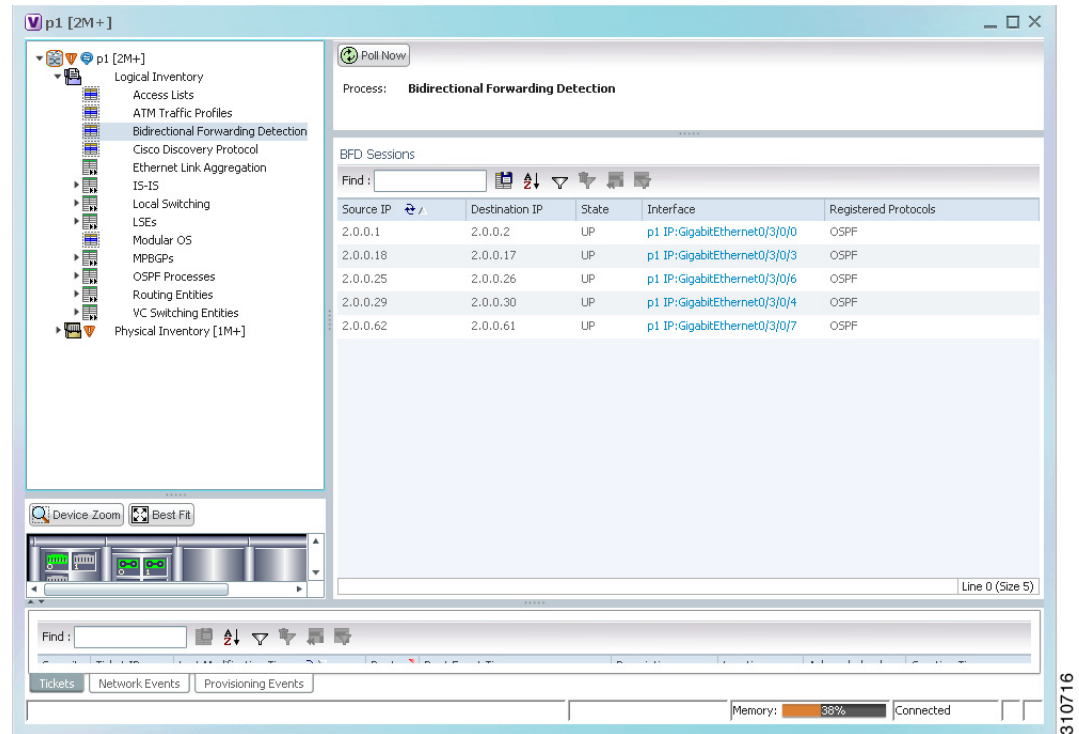 p1 [2M+]
p1 [2M+]
Logical Inventory
Access Lists
ATM Traffic Profiles
Bidirectional Forwarding Detection
Cisco Discovery Protocol
Ethernet Link Aggregation
IS-IS
Local Switching
LSEs
Modular OS
MPBGPs
OSPF Processes
Routing Entities
VC Switching Entities
Physical Inventory [1M+]
Device Zoom Best Fit
Poll Now
Process: Bidirectional Forwarding Detection
BFD Sessions
Find :
Source IP Destination IP State Interface Registered Protocols
2.0.0.1 2.0.0.2 UP p1 IP:GigabitEthernet0/3/0/0 OSPF
2.0.0.18 2.0.0.17 UP p1 IP:GigabitEthernet0/3/0/3 OSPF
2.0.0.25 2.0.0.26 UP p1 IP:GigabitEthernet0/3/0/6 OSPF
2.0.0.29 2.0.0.30 UP p1 IP:GigabitEthernet0/3/0/4 OSPF
2.0.0.62 2.0.0.61 UP p1 IP:GigabitEthernet0/3/0/7 OSPF
Line 0 (Size 5)
Find :
Tickets Network Events Provisioning Events
Memory: 38% Connected
310716